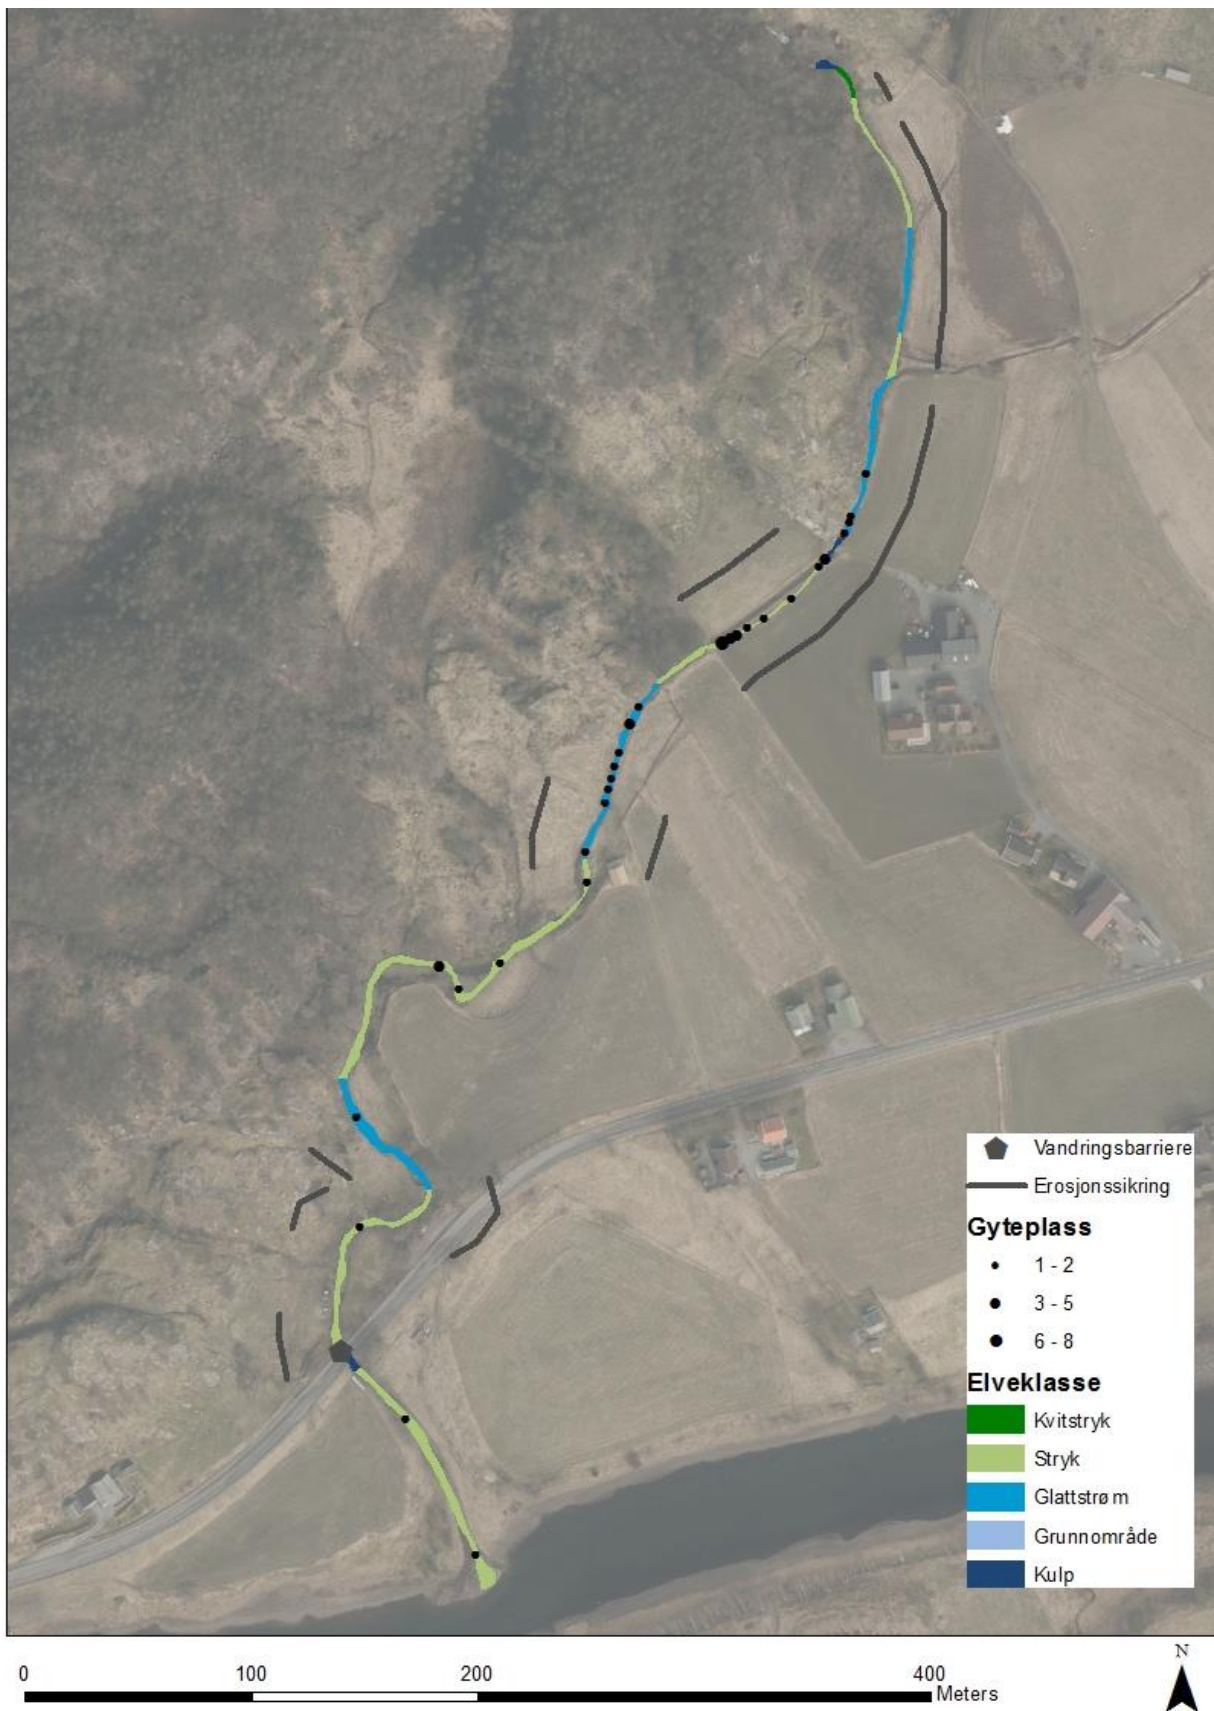 Vandringsbarriere
Erosjonssikring
Gyteplass
1 - 2
3 - 5
6 - 8
Elveklasse
Kvitstryk
Stryk
Glattstrøm
Grunnområde
Kulp
0 100 200 400
Meters
N